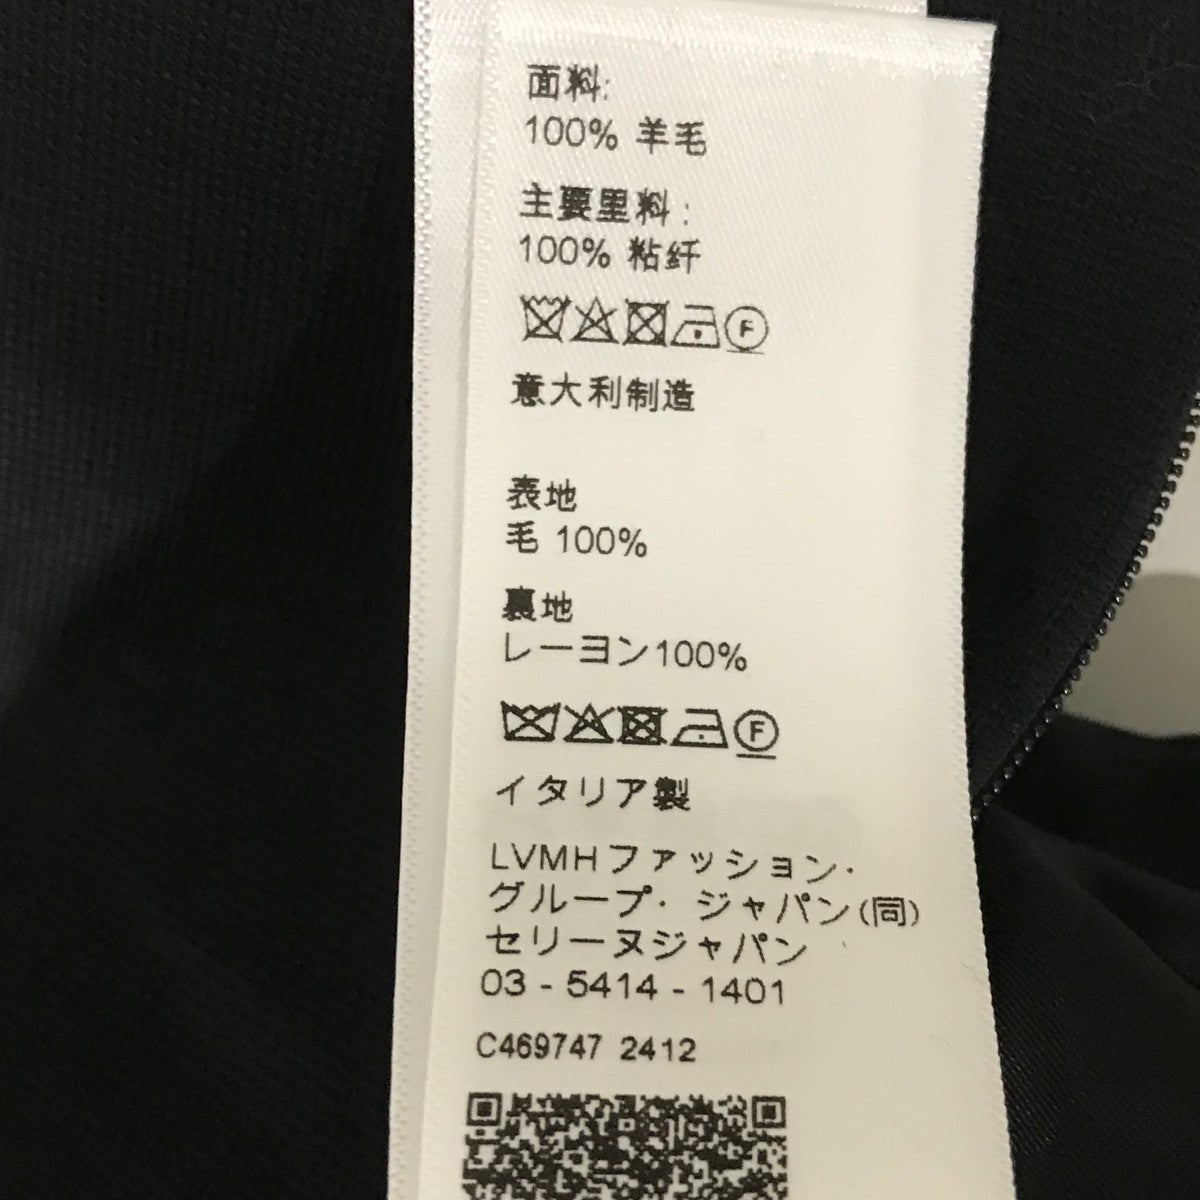 面料:
100% 羊毛
主要里料:
100% 粘纤
F
意大利制造
表地
毛 100%
裏地
レーヨン100%
F
イタリア製
LVMHファッション・
グループ・ジャパン(同)
セリーヌジャパン
03 - 5414 - 1401
C469747 2412